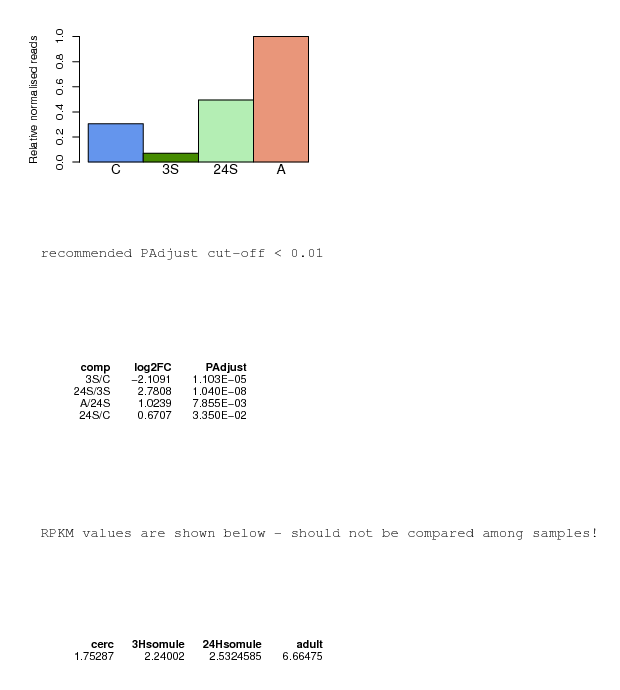 Relative normalised reads
1.0
0.8
0.6
0.4
0.2
0.0
C 3S 24S A
recommended PAdjust cut-off < 0.01
comp log2FC PAdjust
3S/C −2.1091 1.103E−05
24S/3S 2.7808 1.040E−08
A/24S 1.0239 7.855E−03
24S/C 0.6707 3.350E−02
RPKM values are shown below - should not be compared among samples!
cerc 3Hsomule 24Hsomule adult
1.75287 2.24002 2.5324585 6.66475